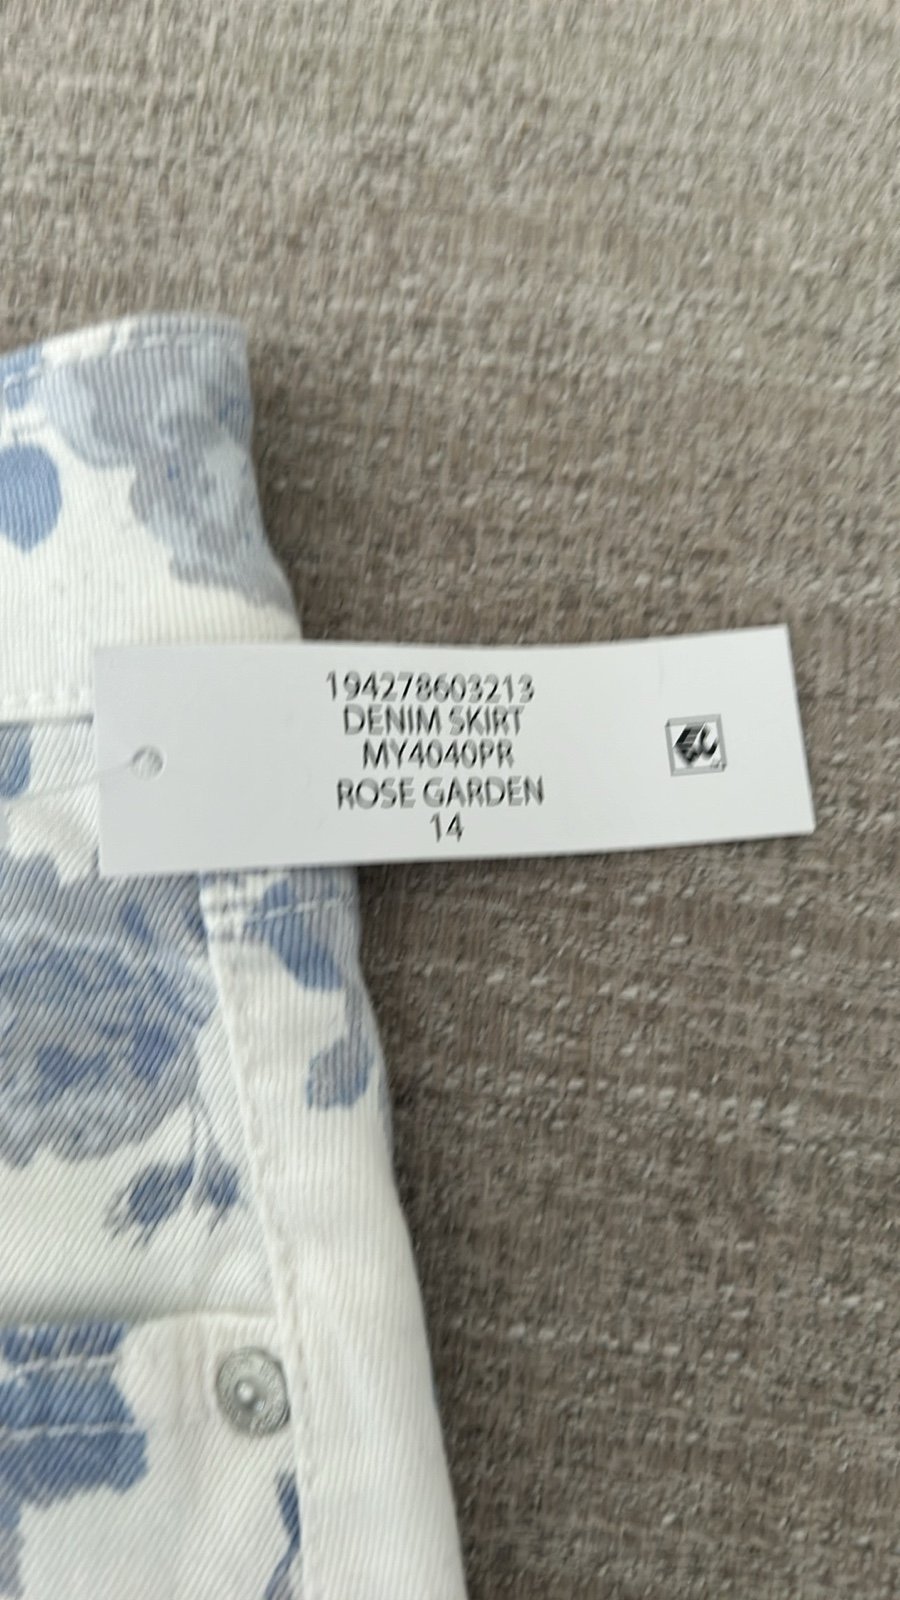 194278603213
DENIM SKIRT
MY4040PR
ROSE GARDEN
14